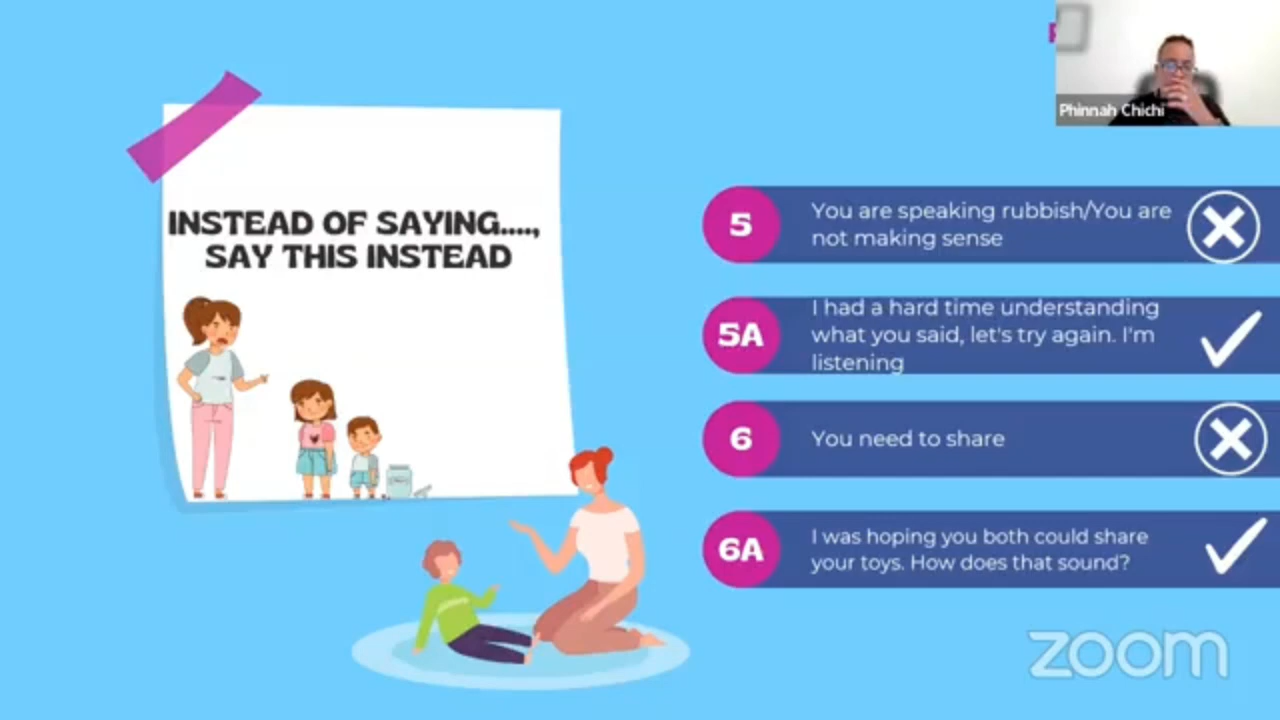 Phinnah Chichi
INSTEAD OF SAYING....,
SAY THIS INSTEAD
5
You are speaking rubbish/You are
not making sense
5A
I had a hard time understanding
what you said, let's try again. I'm
listening
6
You need to share
6A
I was hoping you both could share
your toys. How does that sound?
zoom